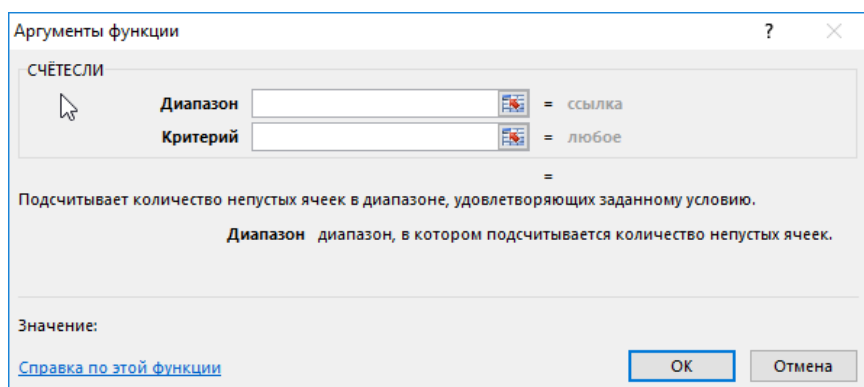 Аргументы функции ?
СЧЁТЕСЛИ
Диапазон = ссылка
Критерий = любое
=
Подсчитывает количество непустых ячеек в диапазоне, удовлетворяющих заданному условию.
Диапазон диапазон, в котором подсчитывается количество непустых ячеек.
Значение:
Справка по этой функции ОК Отмена